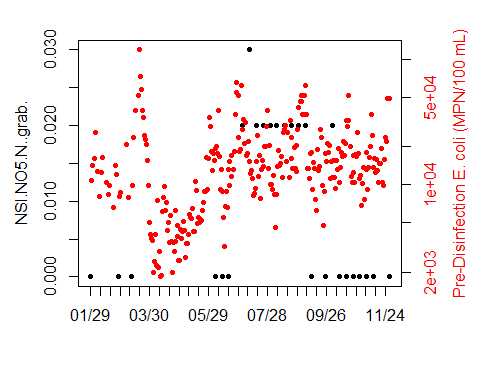 NSI.NO5.N..grab.
0.030
0.020
0.010
0.000
01/29
03/30
05/29
07/28
09/26
11/24
5e+04
1e+04
2e+03
Pre-Disinfection E. coli (MPN/100 mL)